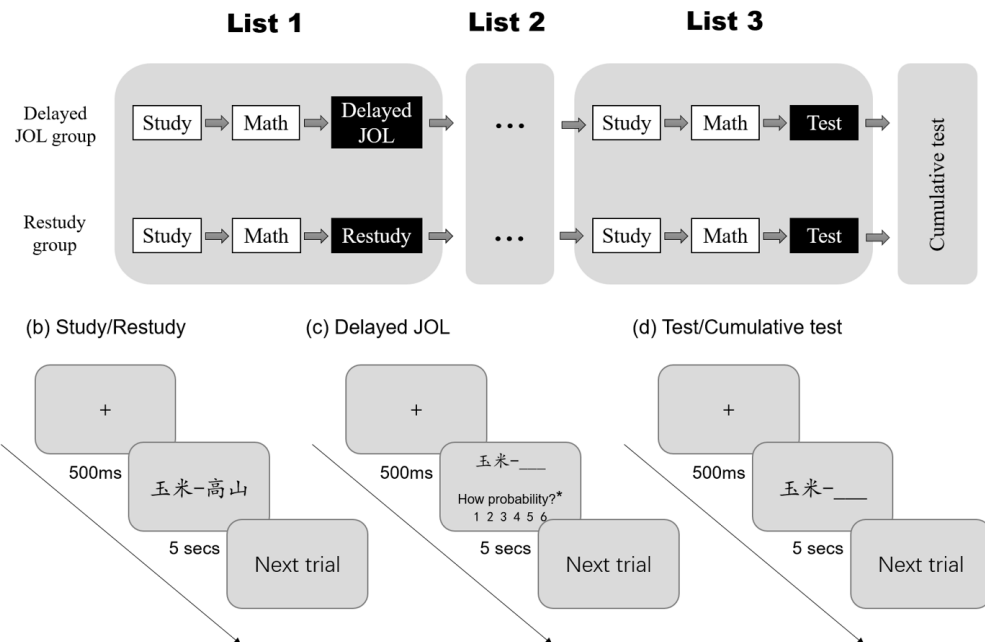 List 1
List 2
List 3
Delayed
JOL group
Study
Math
Delayed
JOL
...
Study
Math
Test
Cumulative test
Restudy
group
Study
Math
Restudy
...
Study
Math
Test
(b) Study/Restudy
+
500ms
玉米-高山
5 secs
Next trial
(c) Delayed JOL
+
500ms
玉米-___
How probability?*
1 2 3 4 5 6
5 secs
Next trial
(d) Test/Cumulative test
+
500ms
玉米-___
5 secs
Next trial